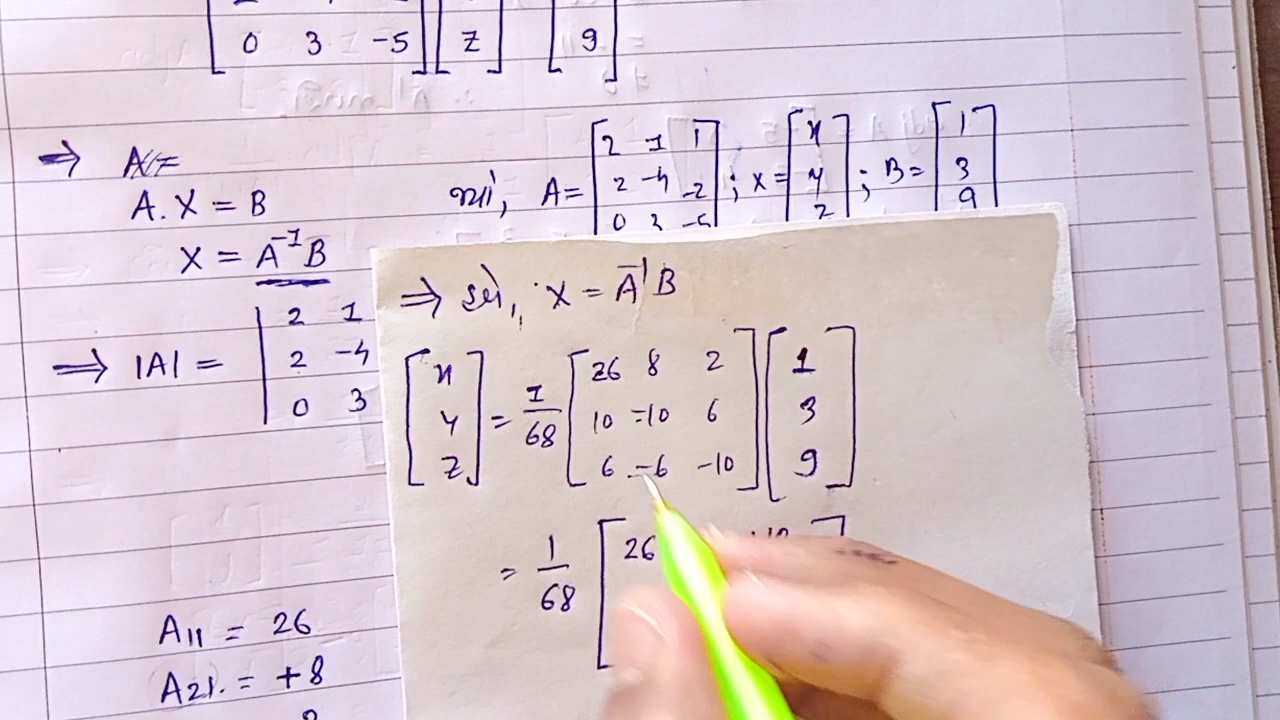 0 3 -5 z 9
⇒ A/=
A.X = B
જ્યાં, A = [2 1 1; 2 -4 -2; 0 3 -5] ; X = [x y z] ; B = [1 3 9]
X = A⁻¹B
⇒ |A| = | 2 1
2 -4
0 3
A11 = 26
A21. = +8
⇒ હવે, X = A⁻¹B
[x y z] = 1/68 [26 8 2; 10 -10 6; 6 -6 -10] [1 3 9]
= 1/68 [26